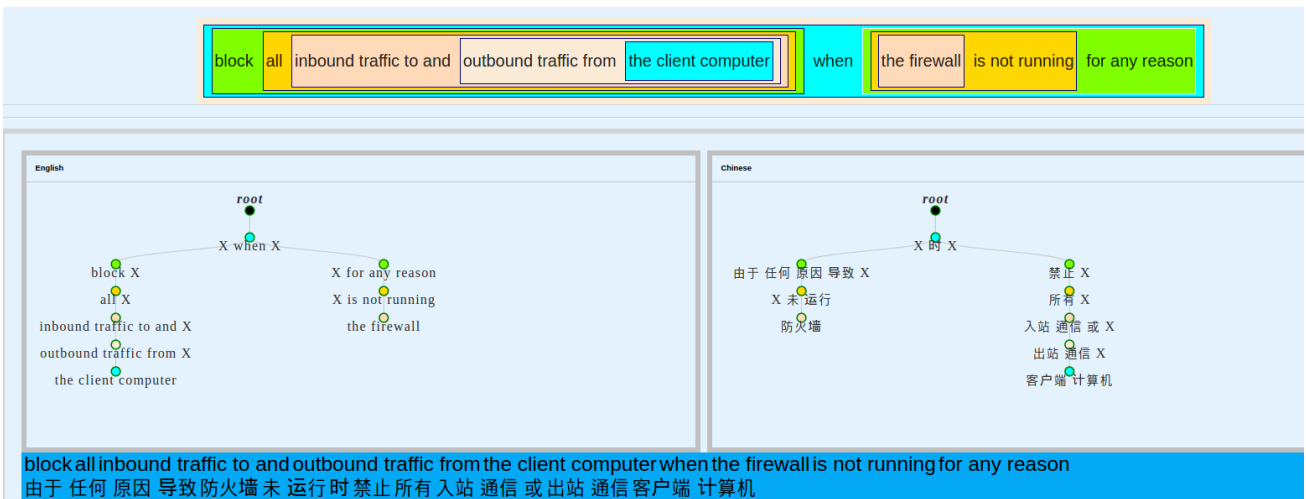 block all inbound traffic to and outbound traffic from the client computer when the firewall is not running for any reason
English
root
X when X
block X
X for any reason
all X
X is not running
inbound traffic to and X
the firewall
outbound traffic from X
the client computer
Chinese
root
X 时 X
由于 任何 原因 导致 X
禁止 X
X 未 运行
所有 X
防火墙
入站 通信 或 X
出站 通信 X
客户端 计算机
block all inbound traffic to and outbound traffic from the client computer when the firewall is not running for any reason
由于 任何 原因 导致 防火墙 未 运行 时 禁止 所有 入站 通信 或 出站 通信 客户端 计算机